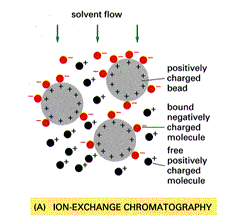 solvent flow
positively
charged
bead
bound
negatively
charged
molecule
free
positively
charged
molecule
(A) ION-EXCHANGE CHROMATOGRAPHY